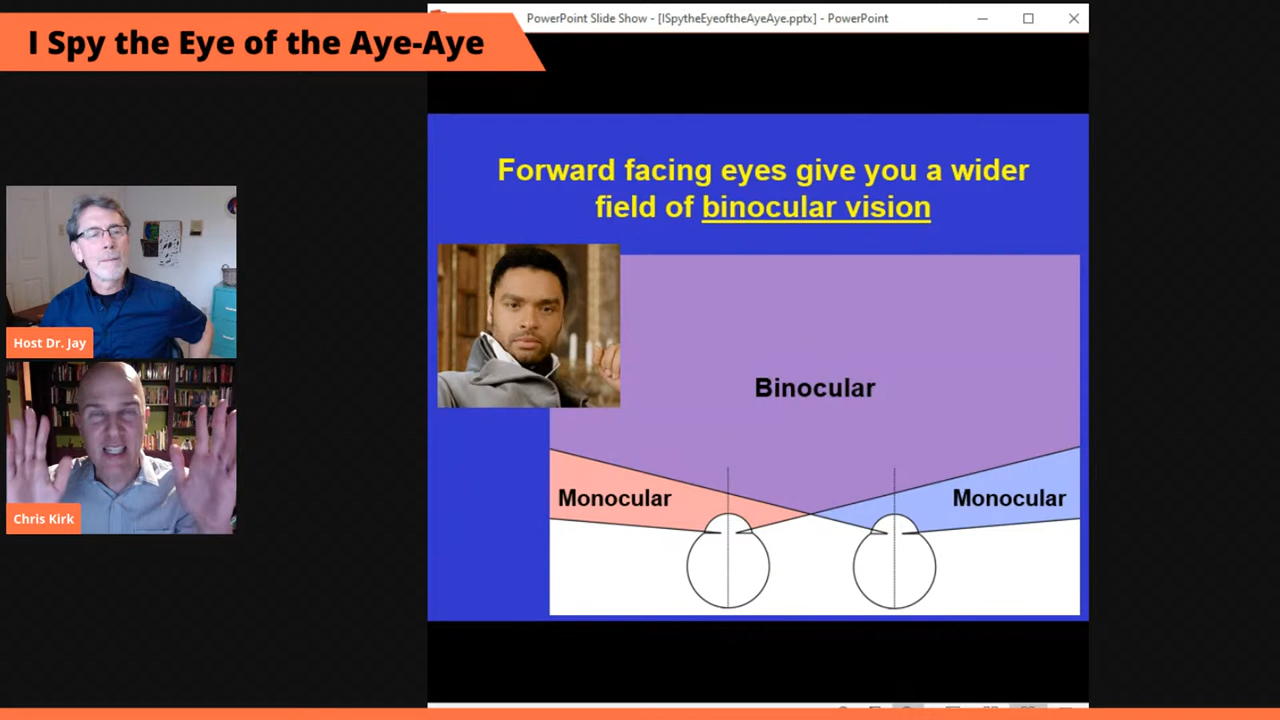 PowerPoint Slide Show - [ISpytheEyeoftheAyeAye.pptx] - PowerPoint
I Spy the Eye of the Aye-Aye
Forward facing eyes give you a wider
field of binocular vision
Binocular
Monocular
Monocular
Host Dr. Jay
Chris Kirk